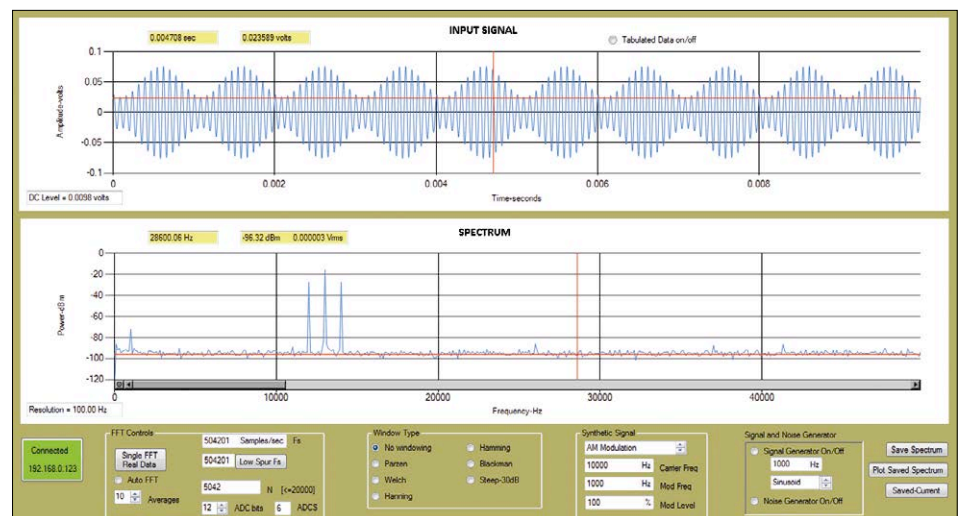 INPUT SIGNAL
0.004708 sec
0.023589 volts
Tabulated Data on/off
0.1
0.05
0
-0.05
-0.1
Amplitude-volts
0
0.002
0.004
0.006
0.008
DC Level = 0.0098 volts
Time-seconds
SPECTRUM
28600.06 Hz
-96.32 dBm 0.000003 Vrms
0
-20
-40
-60
-80
-100
-120
Power-dBm
0
10000
20000
30000
40000
Resolution = 100.00 Hz
Frequency-Hz
Connected
192.168.0.123
FFT Controls
Single FFT
Real Data
Auto FFT
10 Averages
504201 Samples/sec Fs
504201 Low Spur Fs
5042 N [<=20000]
12 ADC bits 6 ADCS
Window Type
No windowing
Parzen
Welch
Hanning
Hamming
Blackman
Steep-30dB
Synthetic Signal
AM Modulation
10000 Hz Carrier Freq
1000 Hz Mod Freq
100 % Mod Level
Signal and Noise Generator
Signal Generator On/Off
1000 Hz
Sinusoid
Noise Generator On/Off
Save Spectrum
Plot Saved Spectrum
Saved-Current